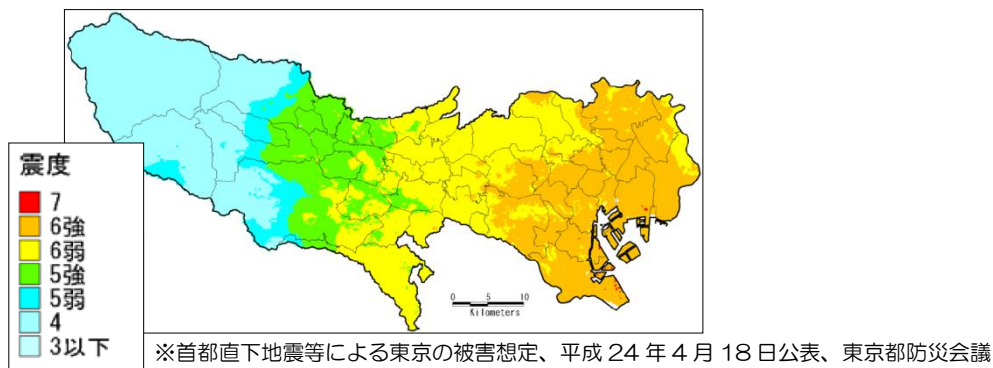 震度
7
6強
6弱
5強
5弱
4
3以下
0 5 10
Kilometers
※首都直下地震等による東京の被害想定、平成 24 年 4 月 18 日公表、東京都防災会議